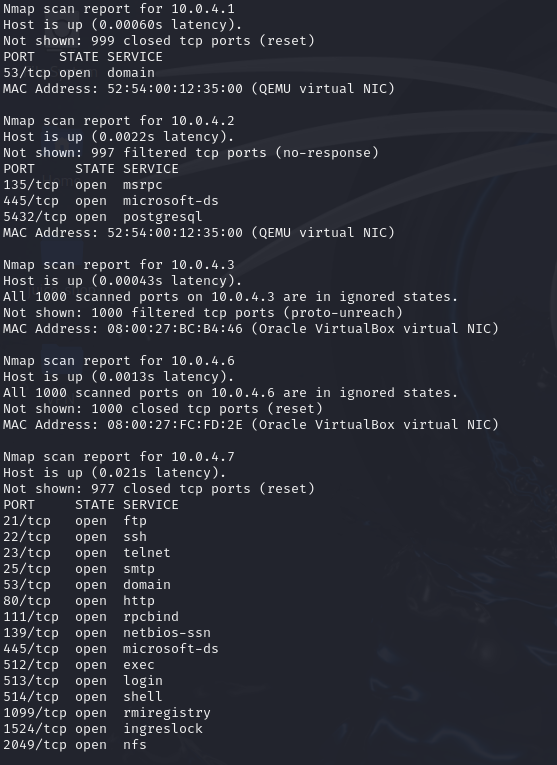 Nmap scan report for 10.0.4.1
Host is up (0.00060s latency).
Not shown: 999 closed tcp ports (reset)
PORT   STATE SERVICE
53/tcp open  domain
MAC Address: 52:54:00:12:35:00 (QEMU virtual NIC)

Nmap scan report for 10.0.4.2
Host is up (0.0022s latency).
Not shown: 997 filtered tcp ports (no-response)
PORT     STATE SERVICE
135/tcp  open  msrpc
445/tcp  open  microsoft-ds
5432/tcp open  postgresql
MAC Address: 52:54:00:12:35:00 (QEMU virtual NIC)

Nmap scan report for 10.0.4.3
Host is up (0.00043s latency).
All 1000 scanned ports on 10.0.4.3 are in ignored states.
Not shown: 1000 filtered tcp ports (proto-unreach)
MAC Address: 08:00:27:BC:B4:46 (Oracle VirtualBox virtual NIC)

Nmap scan report for 10.0.4.6
Host is up (0.0013s latency).
All 1000 scanned ports on 10.0.4.6 are in ignored states.
Not shown: 1000 closed tcp ports (reset)
MAC Address: 08:00:27:FC:FD:2E (Oracle VirtualBox virtual NIC)

Nmap scan report for 10.0.4.7
Host is up (0.021s latency).
Not shown: 977 closed tcp ports (reset)
PORT     STATE SERVICE
21/tcp   open  ftp
22/tcp   open  ssh
23/tcp   open  telnet
25/tcp   open  smtp
53/tcp   open  domain
80/tcp   open  http
111/tcp  open  rpcbind
139/tcp  open  netbios-ssn
445/tcp  open  microsoft-ds
512/tcp  open  exec
513/tcp  open  login
514/tcp  open  shell
1099/tcp open  rmiregistry
1524/tcp open  ingreslock
2049/tcp open  nfs